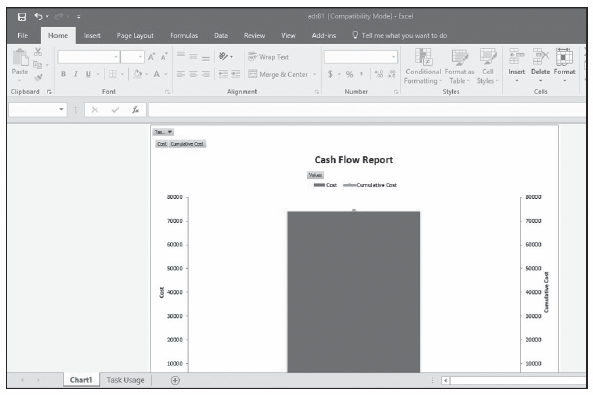 adi01 [Compatibility Mode] - Excel
File Home Insert Page Layout Formulas Data Review View Add-ins Tell me what you want to do
Wrap Text
Paste
B I U A
Merge & Center
$ % ,
Conditional Formatting
Format as Table
Cell Styles
Insert Delete Format
Clipboard Font Alignment Number Styles Cells
fx
Tas...
Cost Cumulative Cost
Cash Flow Report
Values
Cost Cumulative Cost
80000 80000
70000 70000
60000 60000
50000 50000
40000 40000
30000 30000
20000 20000
10000 10000
Cost
Cumulative Cost
Chart1 Task Usage